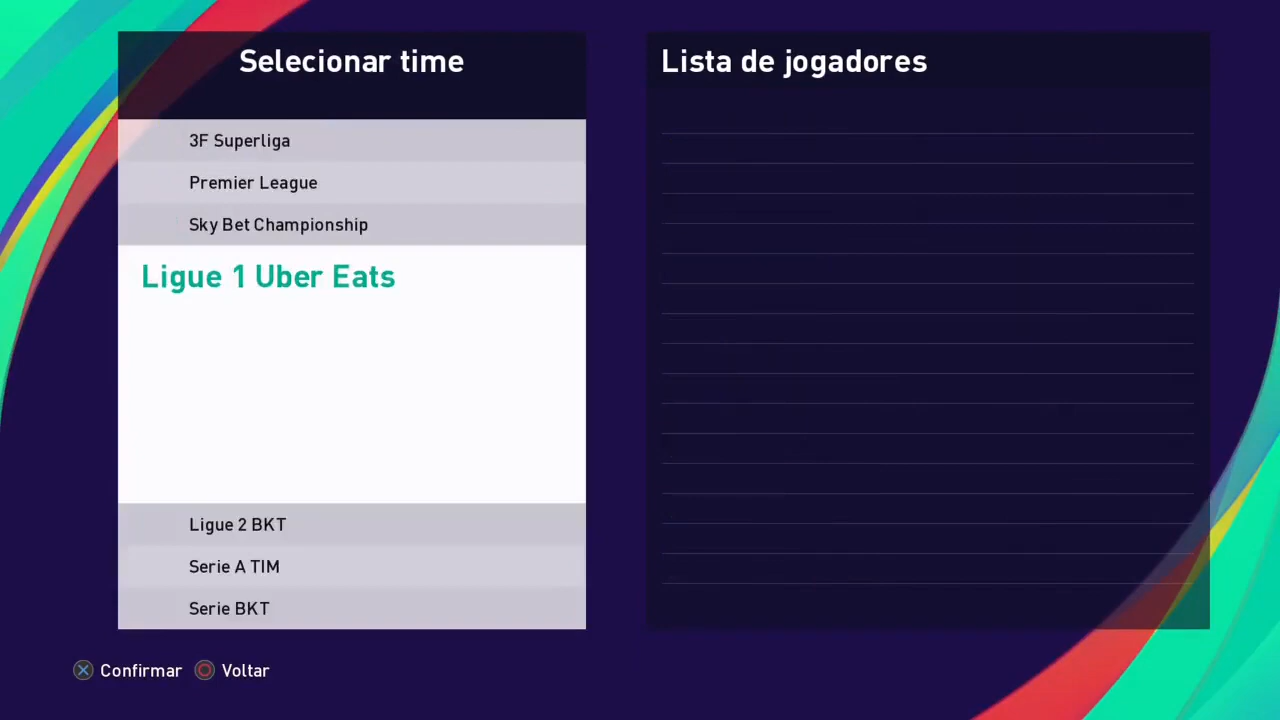 Selecionar time
3F Superliga
Premier League
Sky Bet Championship
Ligue 1 Uber Eats
Ligue 2 BKT
Serie A TIM
Serie BKT
Lista de jogadores
Confirmar
Voltar